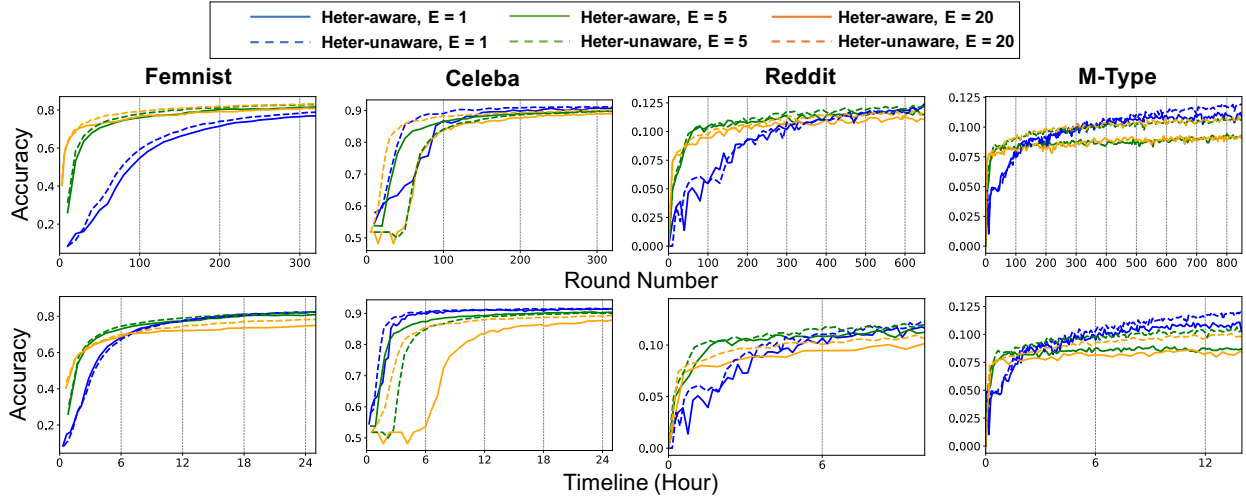 Heter-aware, E = 1 Heter-aware, E = 5 Heter-aware, E = 20
Heter-unaware, E = 1 Heter-unaware, E = 5 Heter-unaware, E = 20
Femnist Celeba Reddit M-Type
Accuracy
0.8 0.6 0.4 0.2
0 100 200 300
0.9 0.8 0.7 0.6 0.5
0 100 200 300
0.125 0.100 0.075 0.050 0.025 0.000
0 100 200 300 400 500 600
0.125 0.100 0.075 0.050 0.025 0.000
0 100 200 300 400 500 600 700 800
Round Number
Accuracy
0.8 0.6 0.4 0.2
0 6 12 18 24
0.9 0.8 0.7 0.9 0.5
0 6 12 18 24
0.10 0.05 0.00
0 6
0.125 0.100 0.075 0.050 0.025 0.000
0 6 12
Timeline (Hour)